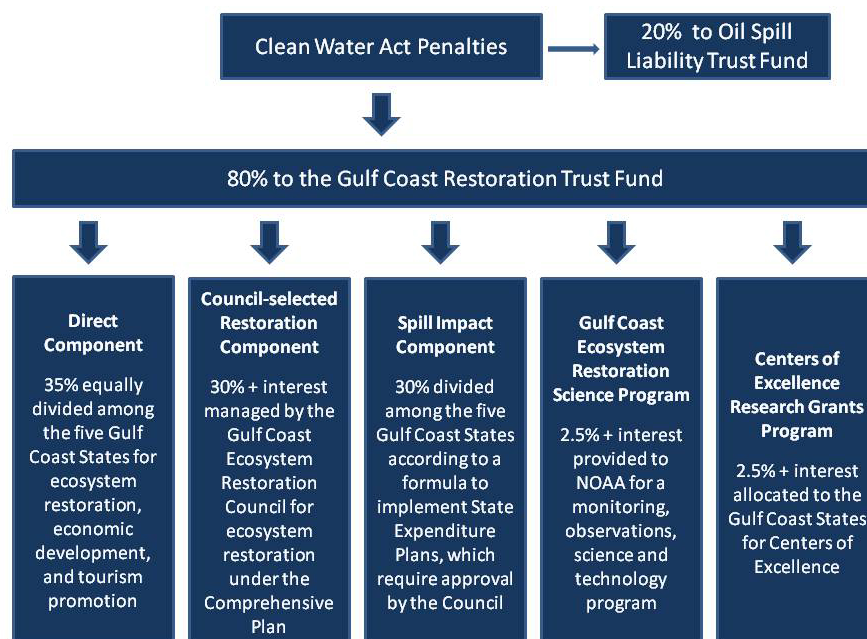 Clean Water Act Penalties
20% to Oil Spill
Liability Trust Fund
80% to the Gulf Coast Restoration Trust Fund
Direct
Component
35% equally
divided among
the five Gulf
Coast States for
ecosystem
restoration,
economic
development,
and tourism
promotion
Council-selected
Restoration
Component
30% + interest
managed by the
Gulf Coast
Ecosystem
Restoration
Council for
ecosystem
restoration
under the
Comprehensive
Plan
Spill Impact
Component
30% divided
among the five
Gulf Coast States
according to a
formula to
implement State
Expenditure
Plans, which
require approval
by the Council
Gulf Coast
Ecosystem
Restoration
Science Program
2.5% + interest
provided to
NOAA for a
monitoring,
observations,
science and
technology
program
Centers of
Excellence
Research Grants
Program
2.5% + interest
allocated to the
Gulf Coast States
for Centers of
Excellence